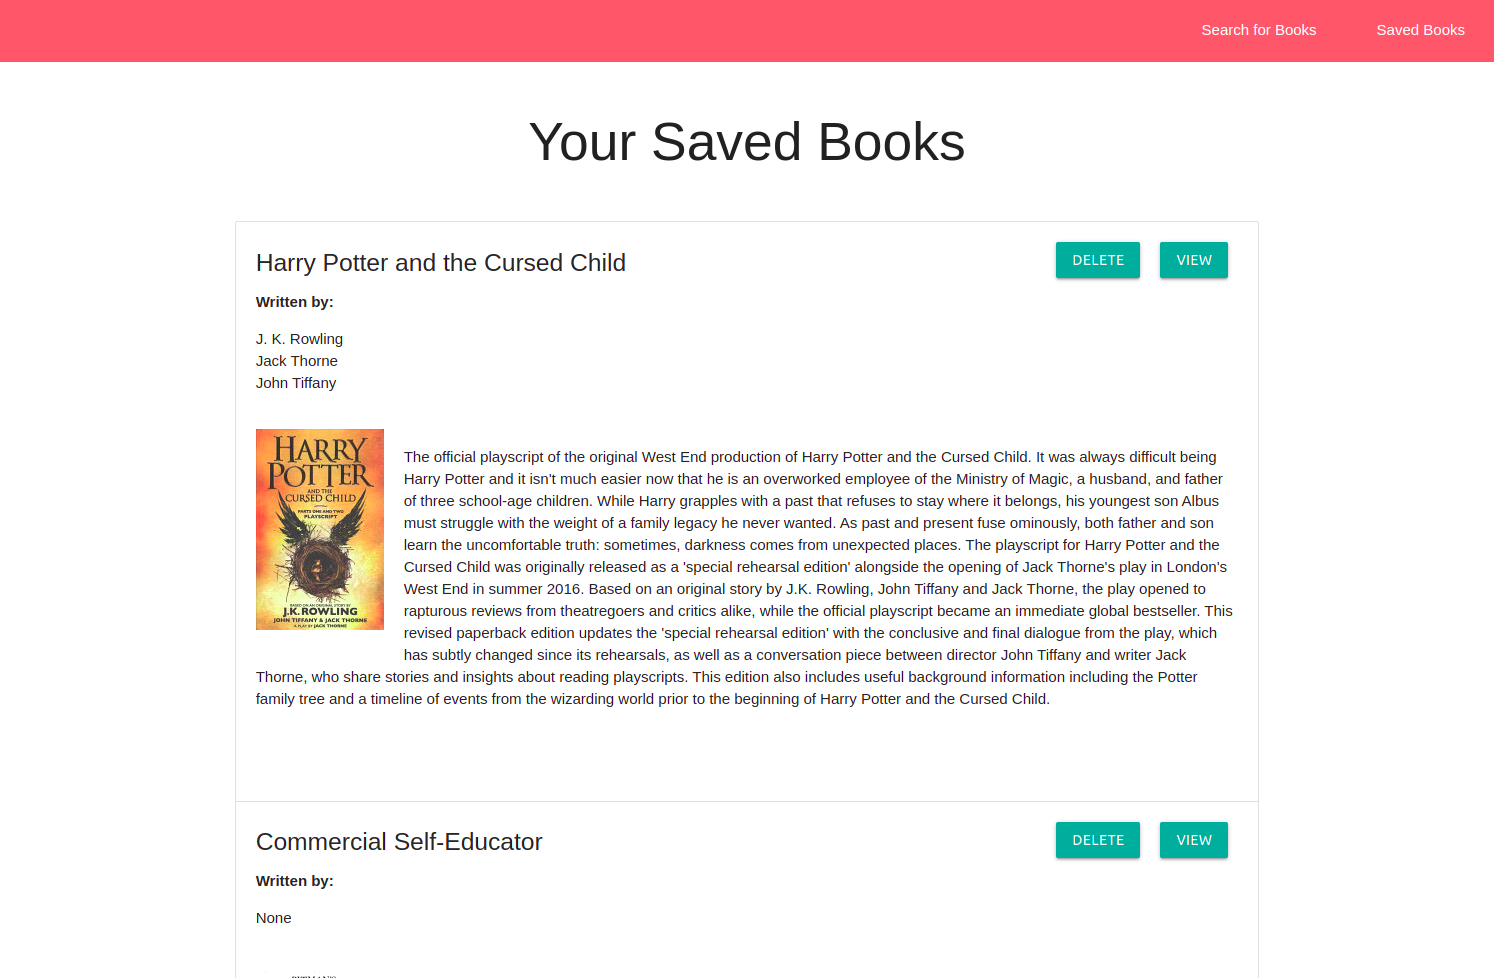 Search for Books
Saved Books
Your Saved Books
Harry Potter and the Cursed Child
DELETE
VIEW
Written by:
J. K. Rowling
Jack Thorne
John Tiffany
HARRY
POTTER
AND THE
CURSED CHILD
PARTS ONE AND TWO
PLAYSCRIPT
BASED ON AN ORIGINAL STORY BY
J.K. ROWLING
JOHN TIFFANY & JACK THORNE
A PLAY BY JACK THORNE
The official playscript of the original West End production of Harry Potter and the Cursed Child. It was always difficult being
Harry Potter and it isn't much easier now that he is an overworked employee of the Ministry of Magic, a husband, and father
of three school-age children. While Harry grapples with a past that refuses to stay where it belongs, his youngest son Albus
must struggle with the weight of a family legacy he never wanted. As past and present fuse ominously, both father and son
learn the uncomfortable truth: sometimes, darkness comes from unexpected places. The playscript for Harry Potter and the
Cursed Child was originally released as a 'special rehearsal edition' alongside the opening of Jack Thorne's play in London's
West End in summer 2016. Based on an original story by J.K. Rowling, John Tiffany and Jack Thorne, the play opened to
rapturous reviews from theatregoers and critics alike, while the official playscript became an immediate global bestseller. This
revised paperback edition updates the 'special rehearsal edition' with the conclusive and final dialogue from the play, which
has subtly changed since its rehearsals, as well as a conversation piece between director John Tiffany and writer Jack
Thorne, who share stories and insights about reading playscripts. This edition also includes useful background information including the Potter
family tree and a timeline of events from the wizarding world prior to the beginning of Harry Potter and the Cursed Child.
Commercial Self-Educator
DELETE
VIEW
Written by:
None